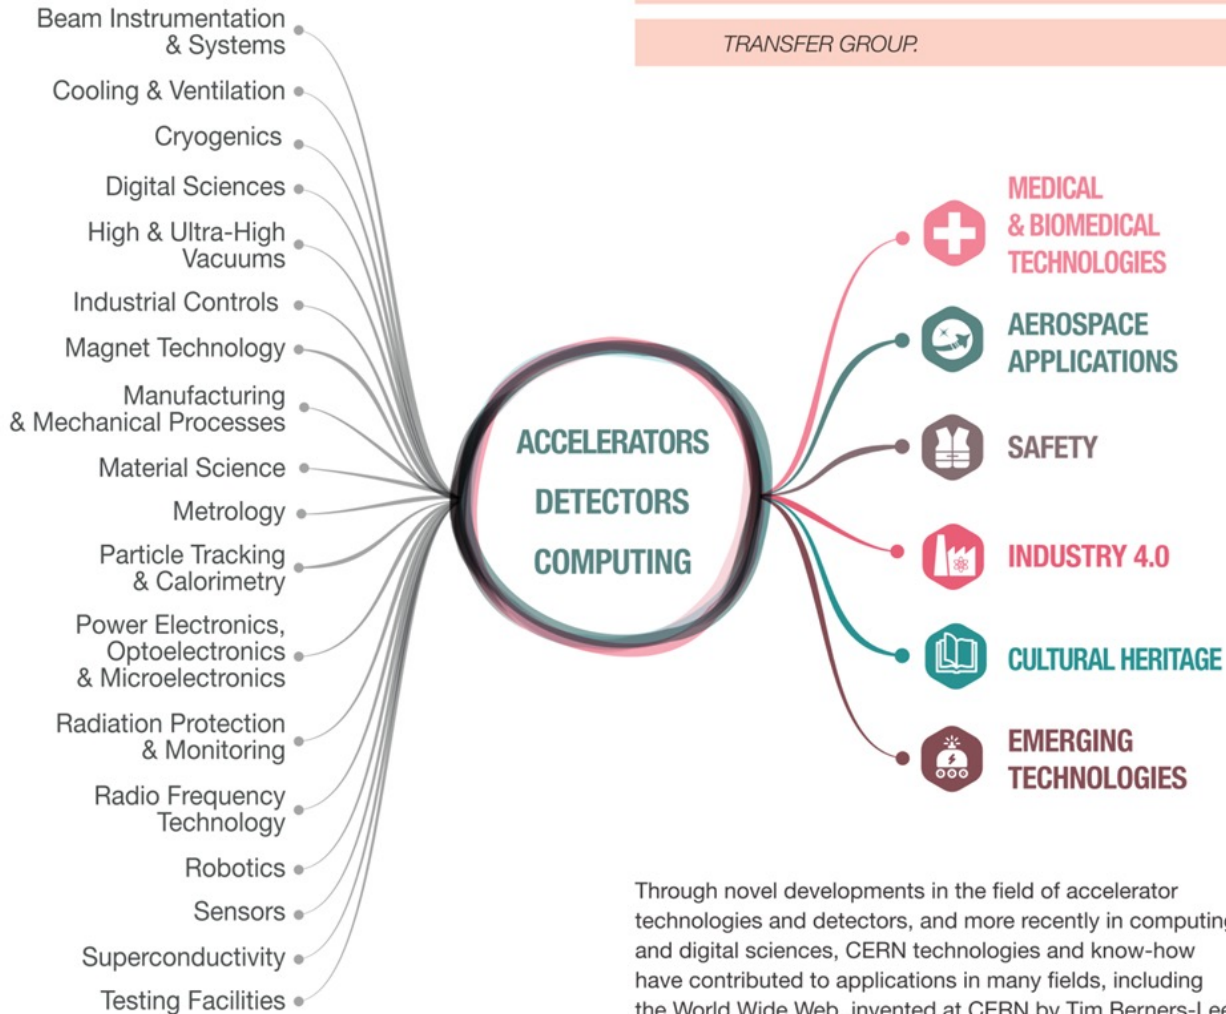 Beam Instrumentation
& Systems
Cooling & Ventilation
Cryogenics
Digital Sciences
High & Ultra-High
Vacuums
Industrial Controls
Magnet Technology
Manufacturing
& Mechanical Processes
Material Science
Metrology
Particle Tracking
& Calorimetry
Power Electronics,
Optoelectronics
& Microelectronics
Radiation Protection
& Monitoring
Radio Frequency
Technology
Robotics
Sensors
Superconductivity
Testing Facilities
ACCELERATORS
DETECTORS
COMPUTING
TRANSFER GROUP.
MEDICAL
& BIOMEDICAL
TECHNOLOGIES
AEROSPACE
APPLICATIONS
SAFETY
INDUSTRY 4.0
CULTURAL HERITAGE
EMERGING
TECHNOLOGIES
Through novel developments in the field of accelerator
technologies and detectors, and more recently in computing
and digital sciences, CERN technologies and know-how
have contributed to applications in many fields, including
the World Wide Web, invented at CERN by Tim Berners-Lee